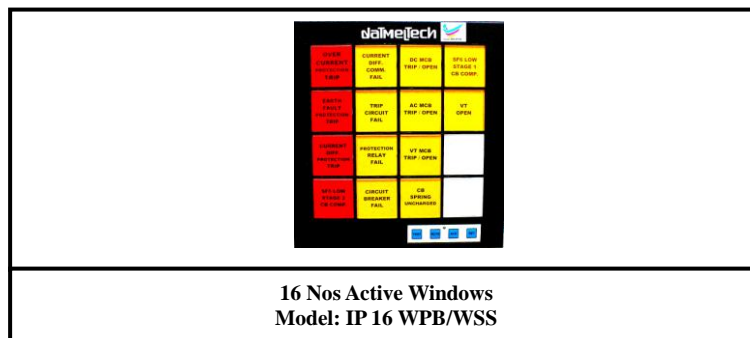 NaTMeLTech
OVER
CURRENT
PROTECTION
TRIP
CURRENT
DIFF.
COMM.
FAIL
DC MCB
TRIP / OPEN
SF6 LOW
STAGE 1
CB COMP.
EARTH
FAULT
PROTECTION
TRIP
TRIP
CIRCUIT
FAIL
AC MCB
TRIP / OPEN
VT
OPEN
CURRENT
DIFF.
PROTECTION
TRIP
PROTECTION
RELAY
FAIL
VT MCB
TRIP / OPEN
SF6 LOW
STAGE 2
CB COMP.
CIRCUIT
BREAKER
FAIL
CB
SPRING
UNCHARGED
16 Nos Active Windows
Model: IP 16 WPB/WSS